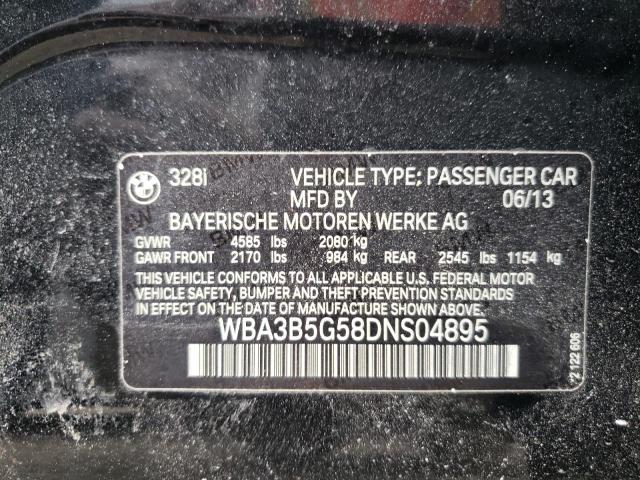 328i VEHICLE TYPE: PASSENGER CAR
MFD BY 06/13
BAYERISCHE MOTOREN WERKE AG
GVWR 4585 lbs 2080 kg
GAWR FRONT 2170 lbs 984 kg REAR 2545 lbs 1154 kg
THIS VEHICLE CONFORMS TO ALL APPLICABLE U.S. FEDERAL MOTOR
VEHICLE SAFETY, BUMPER AND THEFT PREVENTION STANDARDS
IN EFFECT ON THE DATE OF MANUFACTURE SHOWN ABOVE.
WBA3B5G58DNS04895